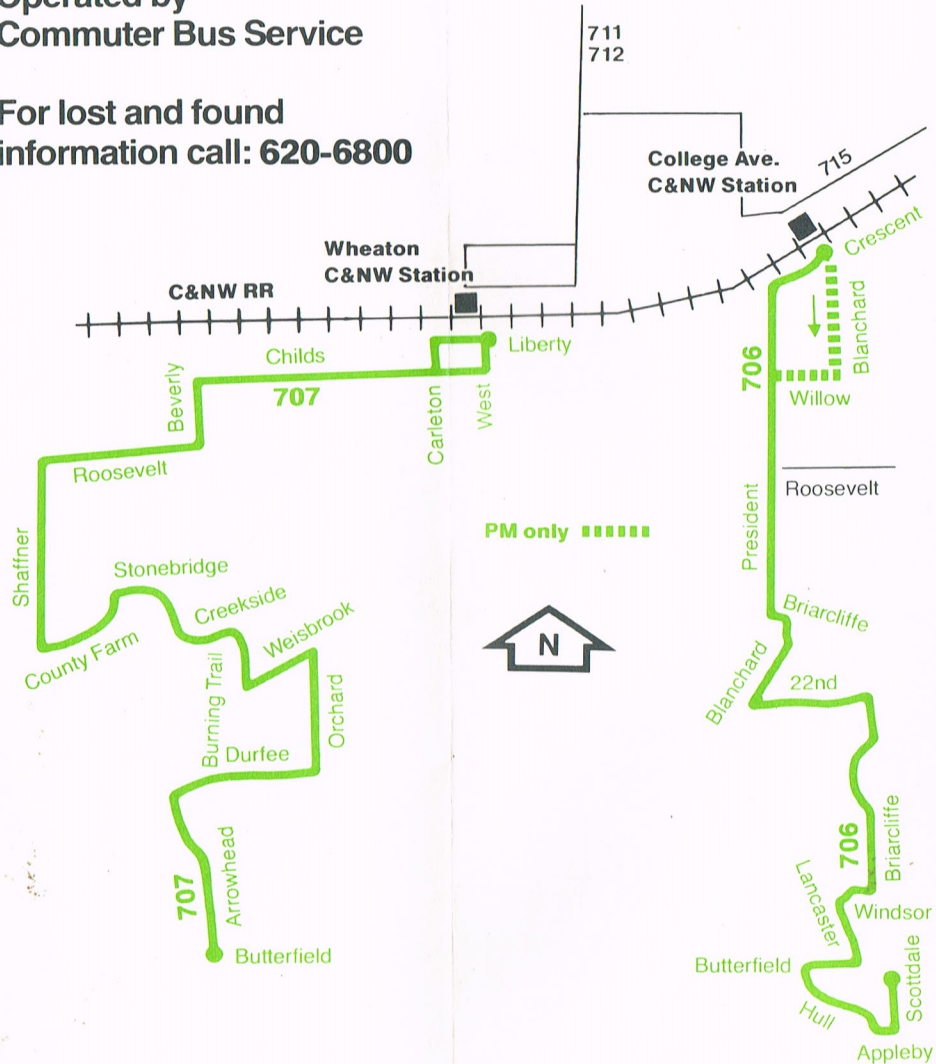 Operated by
Commuter Bus Service
For lost and found
information call: 620-6800
711
712
College Ave.
C&NW Station
715
Wheaton
C&NW Station
C&NW RR
Crescent
Blanchard
706
Willow
Liberty
Childs
707
Beverly
Carleton
West
Roosevelt
Roosevelt
President
Shaffner
PM only
Stonebridge
Creekside
Weisbrook
County Farm
Burning Trail
Orchard
Durfee
N
Briarcliffe
Blanchard
22nd
707
Arrowhead
Butterfield
706
Briarcliffe
Lancaster
Windsor
Butterfield
Scottdale
Hull
Appleby